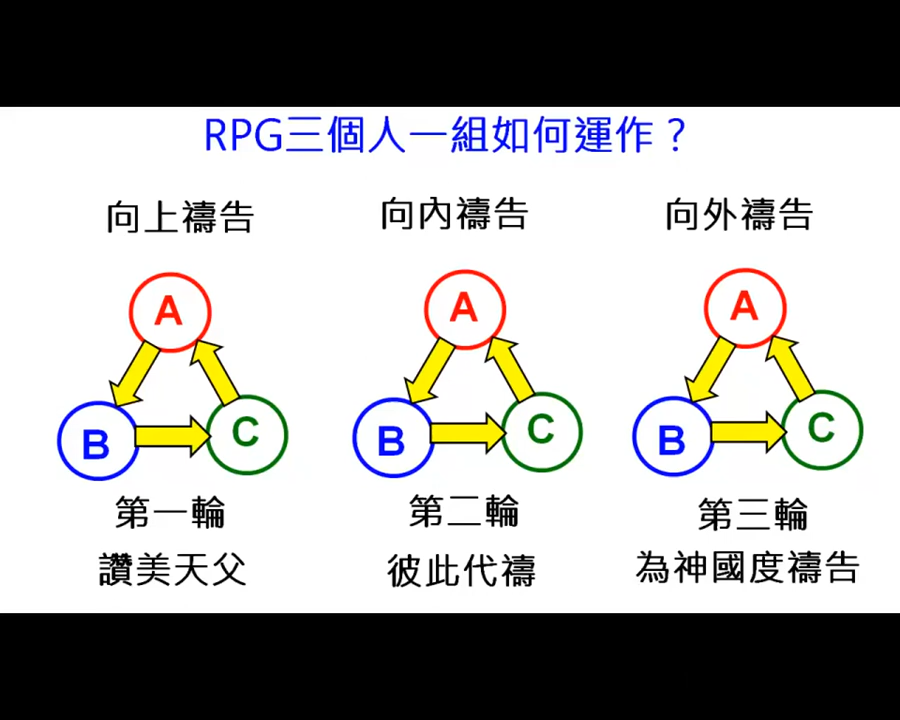 RPG三個人一組如何運作？
向上禱告
向內禱告
向外禱告
A
B
C
A
B
C
A
B
C
第一輪
第二輪
第三輪
讚美天父
彼此代禱
為神國度禱告